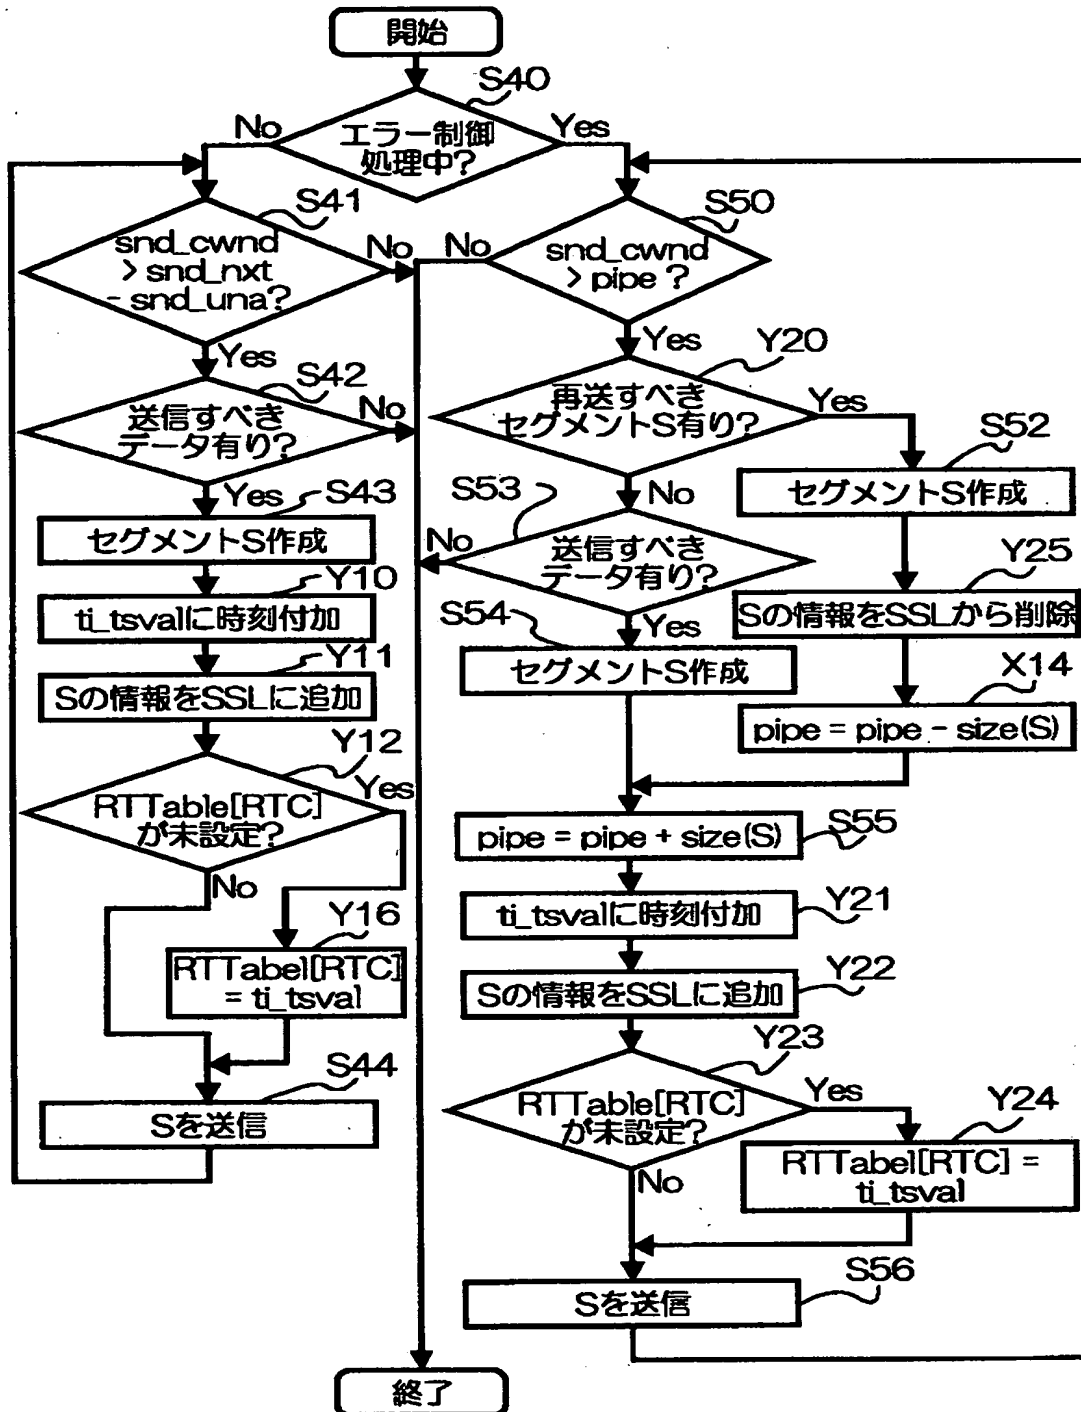 開始
S40
エラー制御
処理中?
No
Yes
S41
snd_cwnd
> snd_nxt
- snd_una?
No
Yes
S42
送信すべき
データ有り?
No
Yes
S43
セグメントS作成
Y10
ti_tsvalに時刻付加
Y11
Sの情報をSSLに追加
Y12
RTTable[RTC]
が未設定?
Yes
No
Y16
RTTabel[RTC]
= ti_tsval
S44
Sを送信
S50
snd_cwnd
> pipe ?
No
Yes
Y20
再送すべき
セグメントS有り?
Yes
No
S52
セグメントS作成
Y25
Sの情報をSSLから削除
X14
pipe = pipe - size(S)
S53
送信すべき
データ有り?
No
Yes
S54
セグメントS作成
pipe = pipe + size(S)
S55
ti_tsvalに時刻付加
Y21
Sの情報をSSLに追加
Y22
Y23
RTTable[RTC]
が未設定?
Yes
No
Y24
RTTabel[RTC] =
ti_tsval
S56
Sを送信
終了